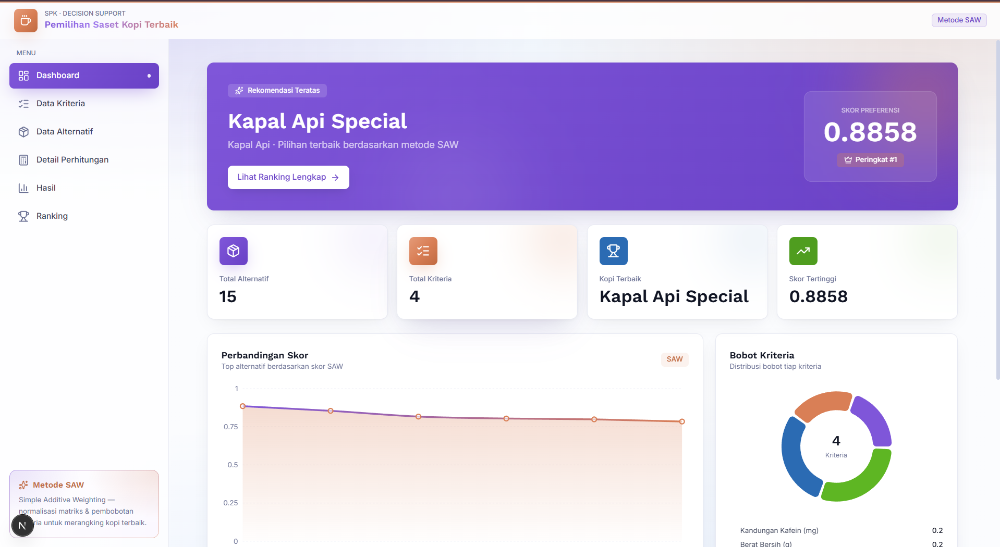 SPK · DECISION SUPPORT
Pemilihan Saset Kopi Terbaik
Metode SAW
MENU
Dashboard
Data Kriteria
Data Alternatif
Detail Perhitungan
Hasil
Ranking
Metode SAW
Simple Additive Weighting —
normalisasi matriks & pembobotan
ria untuk merangking kopi terbaik.
N
Rekomendasi Teratas
Kapal Api Special
Kapal Api · Pilihan terbaik berdasarkan metode SAW
Lihat Ranking Lengkap
SKOR PREFERENSI
0.8858
Peringkat #1
Total Alternatif
15
Total Kriteria
4
Kopi Terbaik
Kapal Api Special
Skor Tertinggi
0.8858
Perbandingan Skor
Top alternatif berdasarkan skor SAW
SAW
1
0.75
0.5
0.25
0
Bobot Kriteria
Distribusi bobot tiap kriteria
4
Kriteria
Kandungan Kafein (mg) 0.2
Berat Bersih (g) 0.2